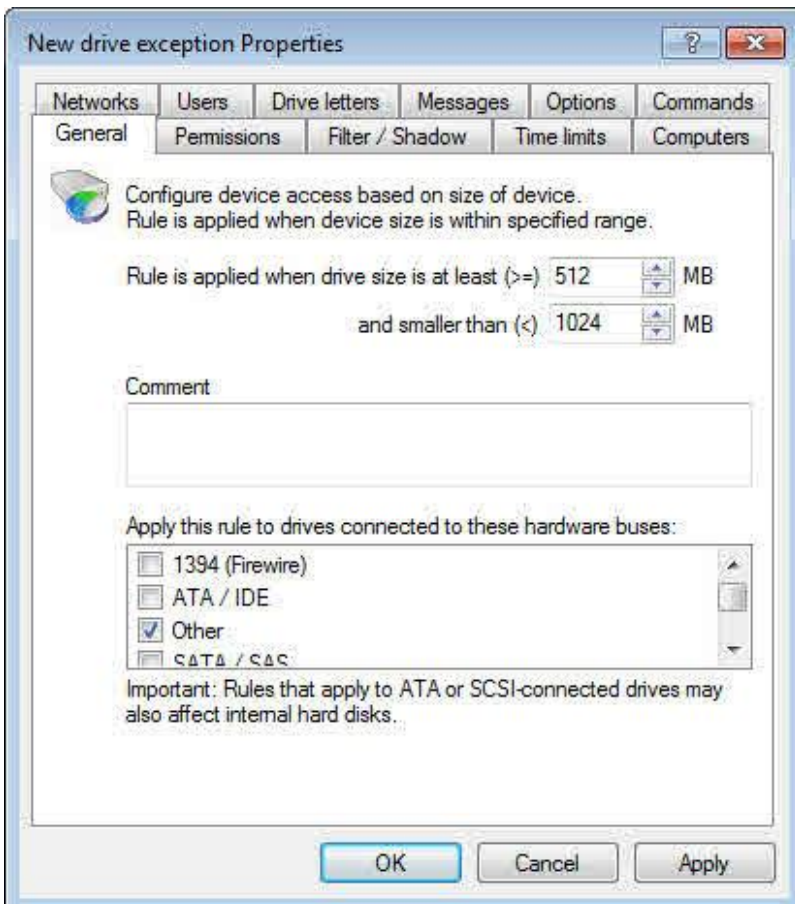 New drive exception Properties
Networks Users Drive letters Messages Options Commands
General Permissions Filter / Shadow Time limits Computers
Configure device access based on size of device.
Rule is applied when device size is within specified range.
Rule is applied when drive size is at least (>=) 512 MB
and smaller than (<) 1024 MB
Comment
Apply this rule to drives connected to these hardware buses:
1394 (Firewire)
ATA / IDE
Other
SATA / SAS
Important: Rules that apply to ATA or SCSI-connected drives may
also affect internal hard disks.
OK Cancel Apply